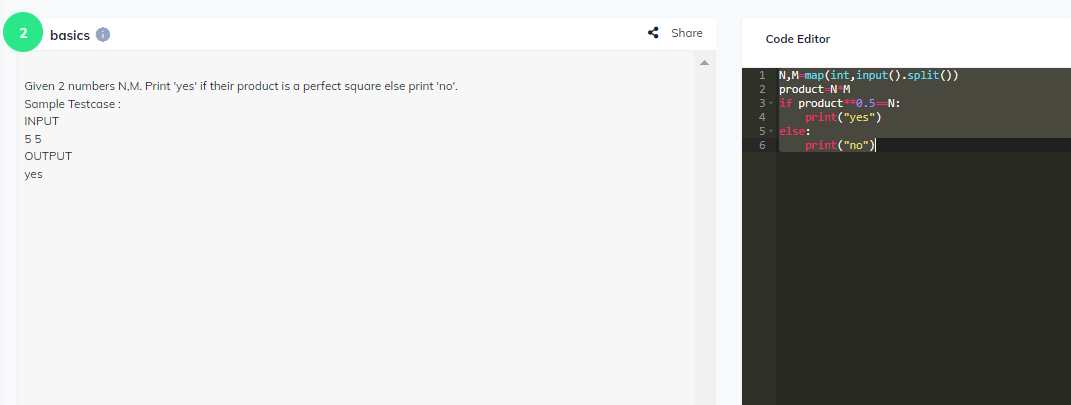 2
basics
Share
Given 2 numbers N,M. Print 'yes' if their product is a perfect square else print 'no'.
Sample Testcase :
INPUT
5 5
OUTPUT
yes
Code Editor
1 N,M=map(int,input().split())
2 product=N*M
3 if product**0.5==N:
4     print("yes")
5 else:
6     print("no")